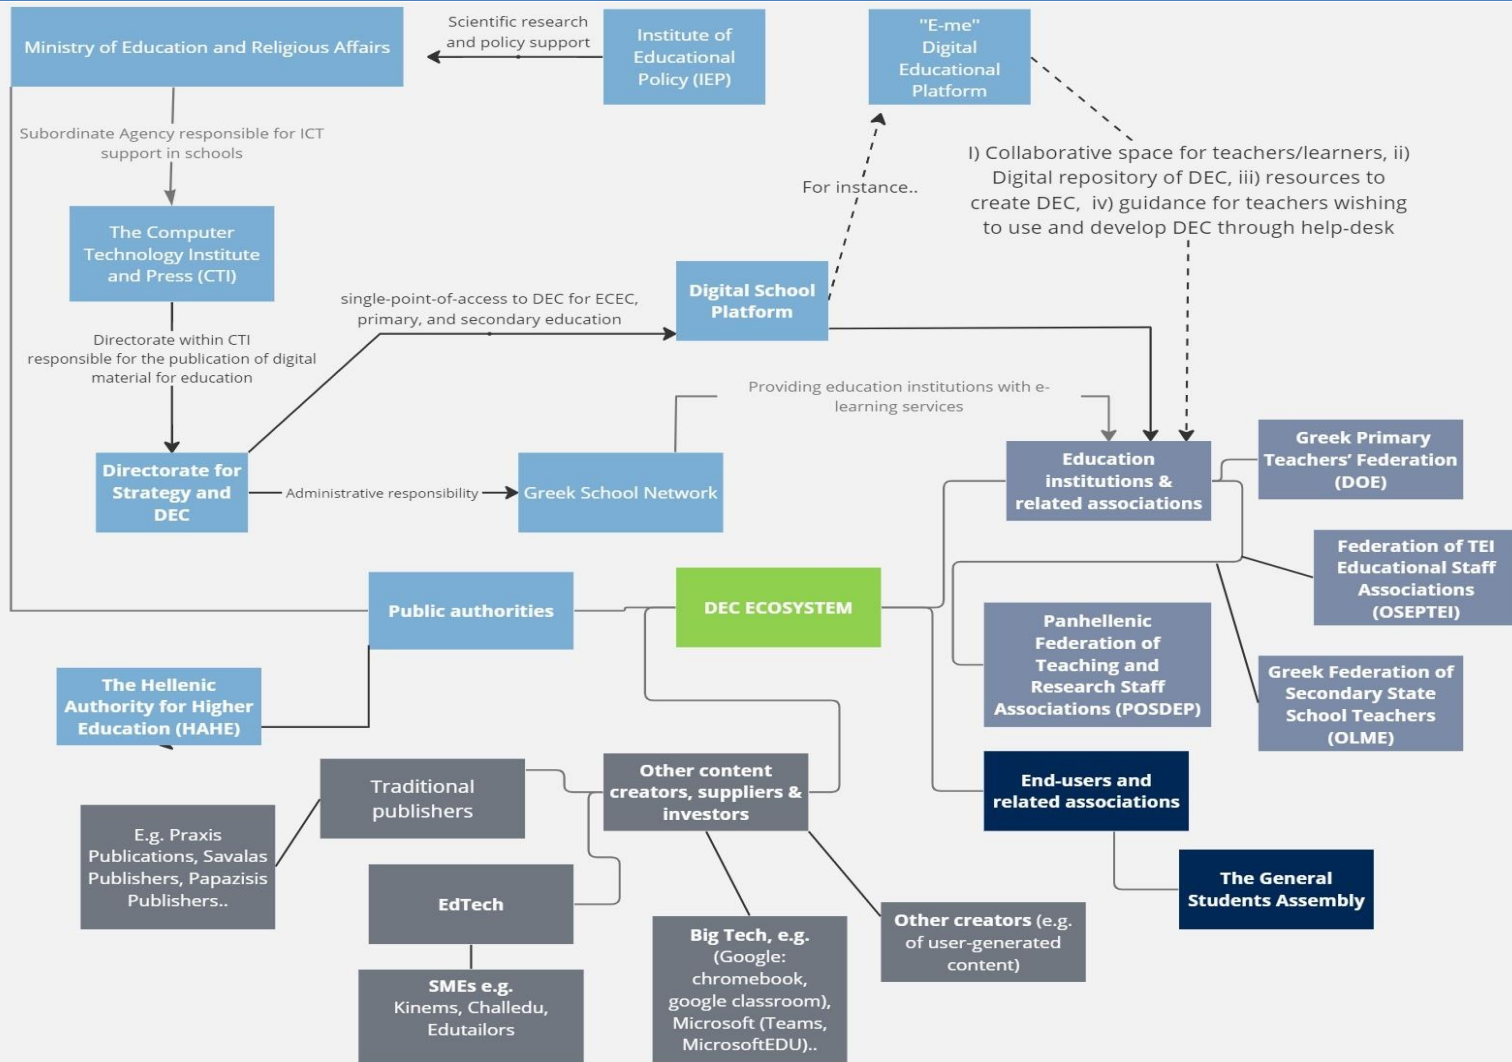 Ministry of Education and Religious Affairs
Scientific research
and policy support
Institute of
Educational
Policy (IEP)
"E-me"
Digital
Educational
Platform
Subordinate Agency responsible for ICT
support in schools
I) Collaborative space for teachers/learners, ii)
Digital repository of DEC, iii) resources to
create DEC, iv) guidance for teachers wishing
to use and develop DEC through help-desk
For instance..
The Computer
Technology Institute
and Press (CTI)
single-point-of-access to DEC for ECEC,
primary, and secondary education
Digital School
Platform
Directorate within CTI
responsible for the publication of digital
material for education
Providing education institutions with e-
learning services
Directorate for
Strategy and
DEC
Administrative responsibility
Greek School Network
Education
institutions &
related associations
Greek Primary
Teachers’ Federation
(DOE)
Federation of TEI
Educational Staff
Associations
(OSEPTEI)
Public authorities
DEC ECOSYSTEM
Panhellenic
Federation of
Teaching and
Research Staff
Associations (POSDEP)
Greek Federation of
Secondary State
School Teachers
(OLME)
The Hellenic
Authority for Higher
Education (HAHE)
Traditional
publishers
Other content
creators, suppliers &
investors
End-users and
related associations
E.g. Praxis
Publications, Savalas
Publishers, Papazisis
Publishers..
EdTech
The General
Students Assembly
Big Tech, e.g.
(Google:
chromebook,
google classroom),
Microsoft (Teams,
MicrosoftEDU)..
Other creators (e.g.
of user-generated
content)
SMEs e.g.
Kinems, Challedu,
Edutailors